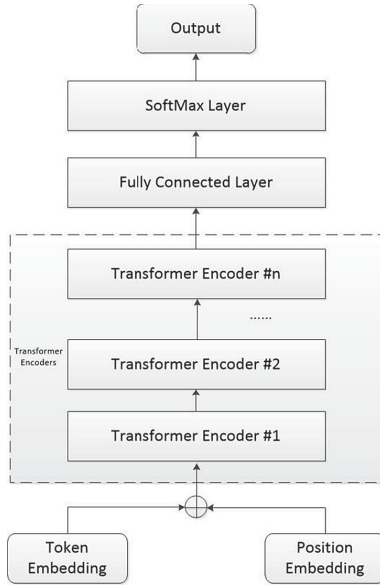 Output
SoftMax Layer
Fully Connected Layer
Transformer Encoder #n
......
Transformer
Encoders
Transformer Encoder #2
Transformer Encoder #1
Token
Embedding
Position
Embedding